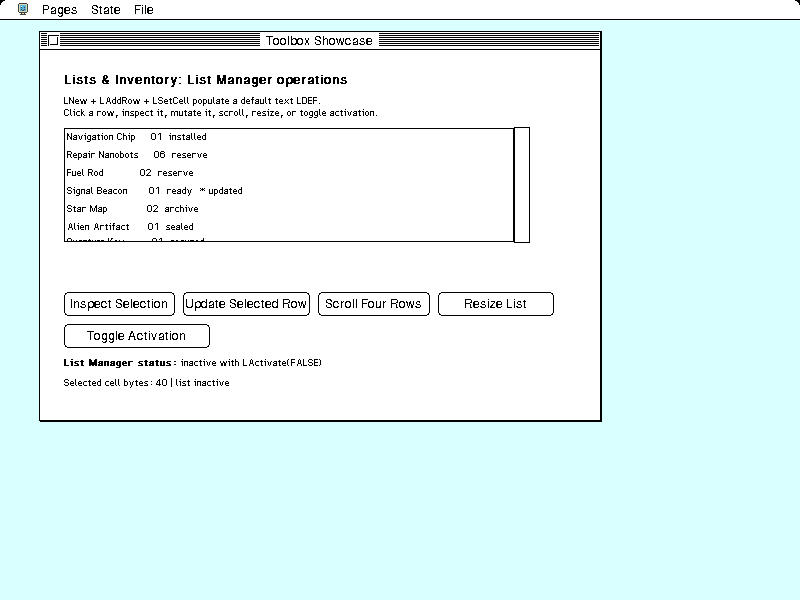 Pages State File
Toolbox Showcase
Lists & Inventory: List Manager operations
LNew + LAddRow + LSetCell populate a default text LDEF.
Click a row, inspect it, mutate it, scroll, resize, or toggle activation.
Navigation Chip 01 installed
Repair Nanobots 06 reserve
Fuel Rod 02 reserve
Signal Beacon 01 ready * updated
Star Map 02 archive
Alien Artifact 01 sealed
Quantum Key 01 secured
Inspect Selection Update Selected Row Scroll Four Rows Resize List
Toggle Activation
List Manager status: inactive with LActivate(FALSE)
Selected cell bytes: 40 | list inactive